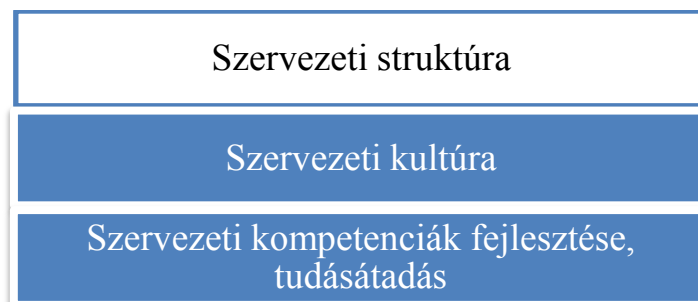 Szervezeti struktúra
Szervezeti kultúra
Szervezeti kompetenciák fejlesztése,
tudásátadás